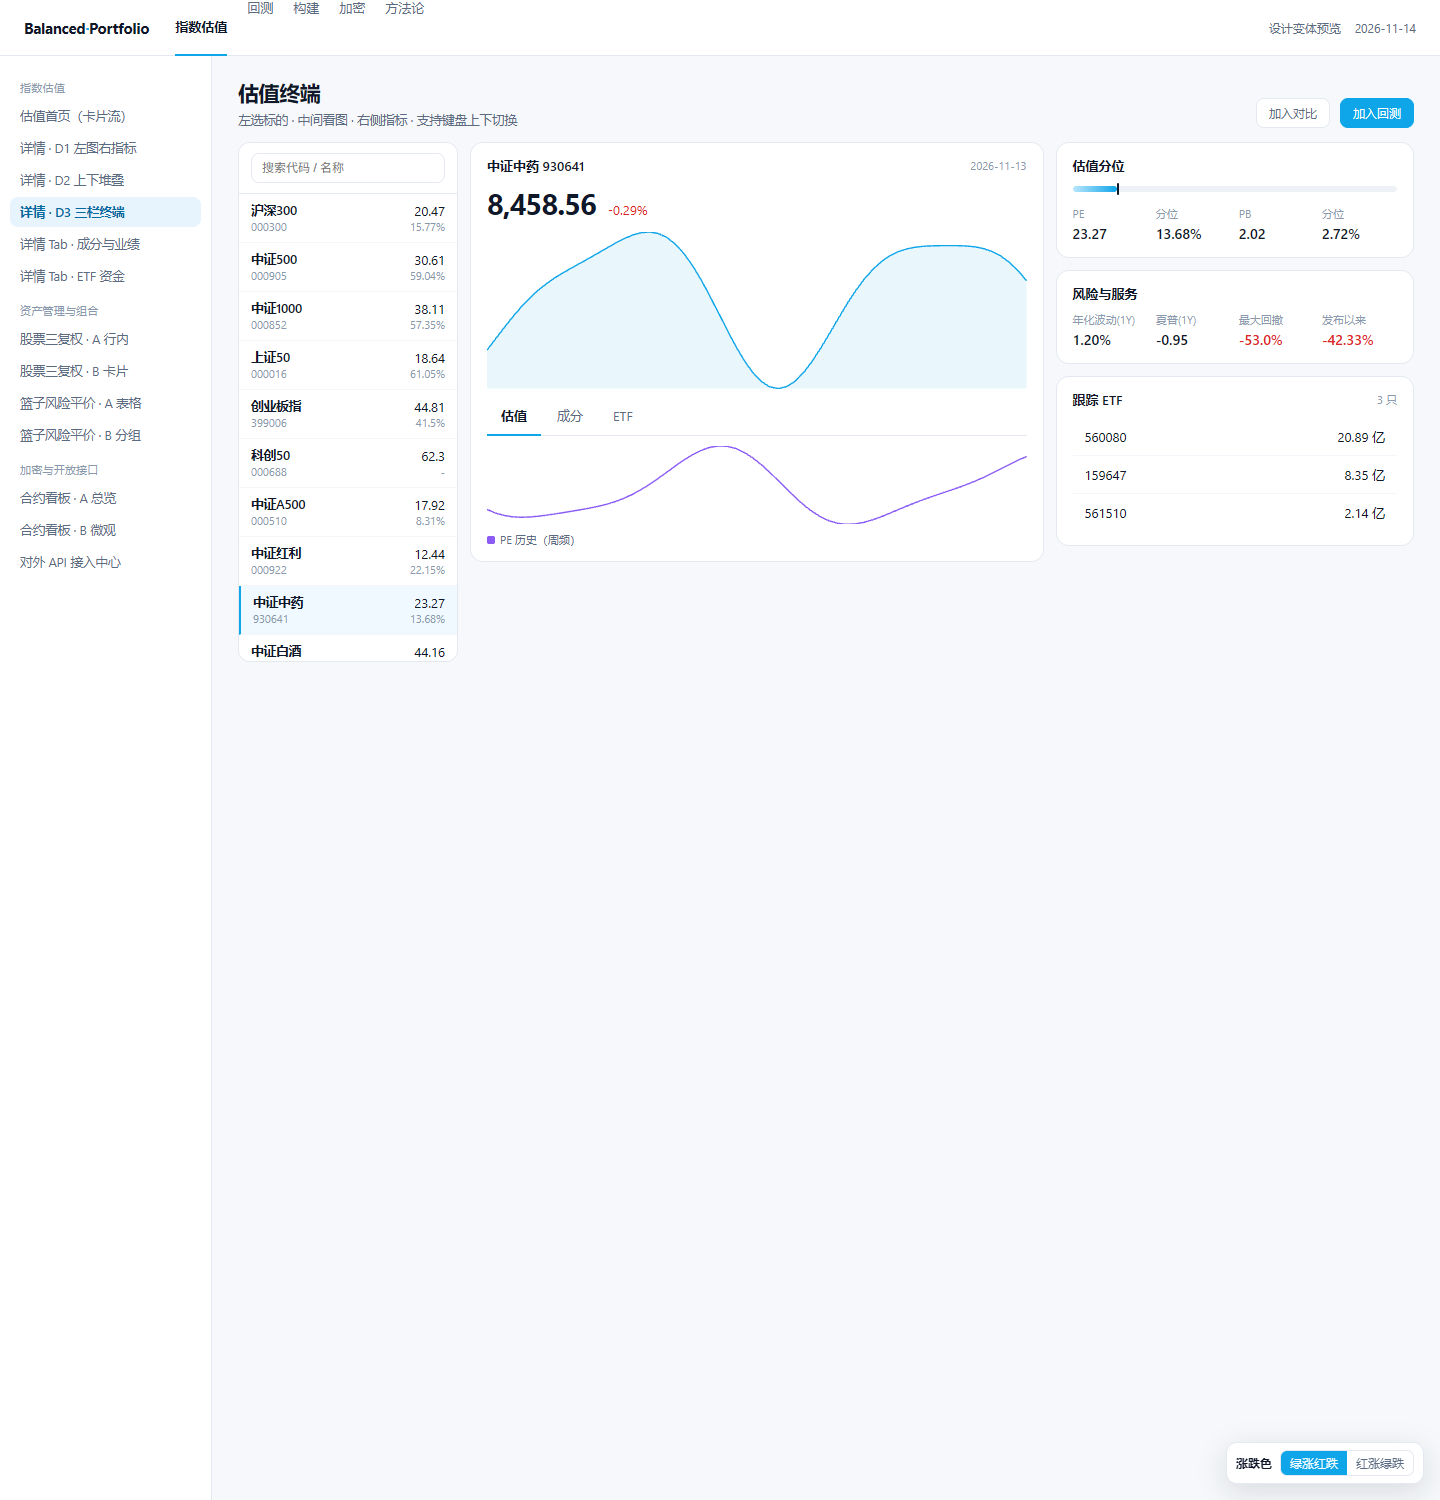 Balanced·Portfolio 指数估值 回测 构建 加密 方法论 设计变体预览 2026-11-14
指数估值
估值首页（卡片流）
详情 · D1 左图右指标
详情 · D2 上下堆叠
详情 · D3 三栏终端
详情 Tab · 成分与业绩
详情 Tab · ETF 资金
资产管理与组合
股票三复权 · A 行内
股票三复权 · B 卡片
篮子风险平价 · A 表格
篮子风险平价 · B 分组
加密与开放接口
合约看板 · A 总览
合约看板 · B 微观
对外 API 接入中心
估值终端
左选标的 · 中间看图 · 右侧指标 · 支持键盘上下切换
加入对比 加入回测
搜索代码 / 名称
沪深300 20.47
000300 15.77%
中证500 30.61
000905 59.04%
中证1000 38.11
000852 57.35%
上证50 18.64
000016 61.05%
创业板指 44.81
399006 41.5%
科创50 62.3
000688 -
中证A500 17.92
000510 8.31%
中证红利 12.44
000922 22.15%
中证中药 23.27
930641 13.68%
中证白酒 44.16
中证中药 930641 2026-11-13
8,458.56 -0.29%
估值 成分 ETF
PE 历史（周频）
估值分位
PE 分位 PB 分位
23.27 13.68% 2.02 2.72%
风险与服务
年化波动(1Y) 夏普(1Y) 最大回撤 发布以来
1.20% -0.95 -53.0% -42.33%
跟踪 ETF 3 只
560080 20.89 亿
159647 8.35 亿
561510 2.14 亿
涨跌色 绿涨红跌 红涨绿跌